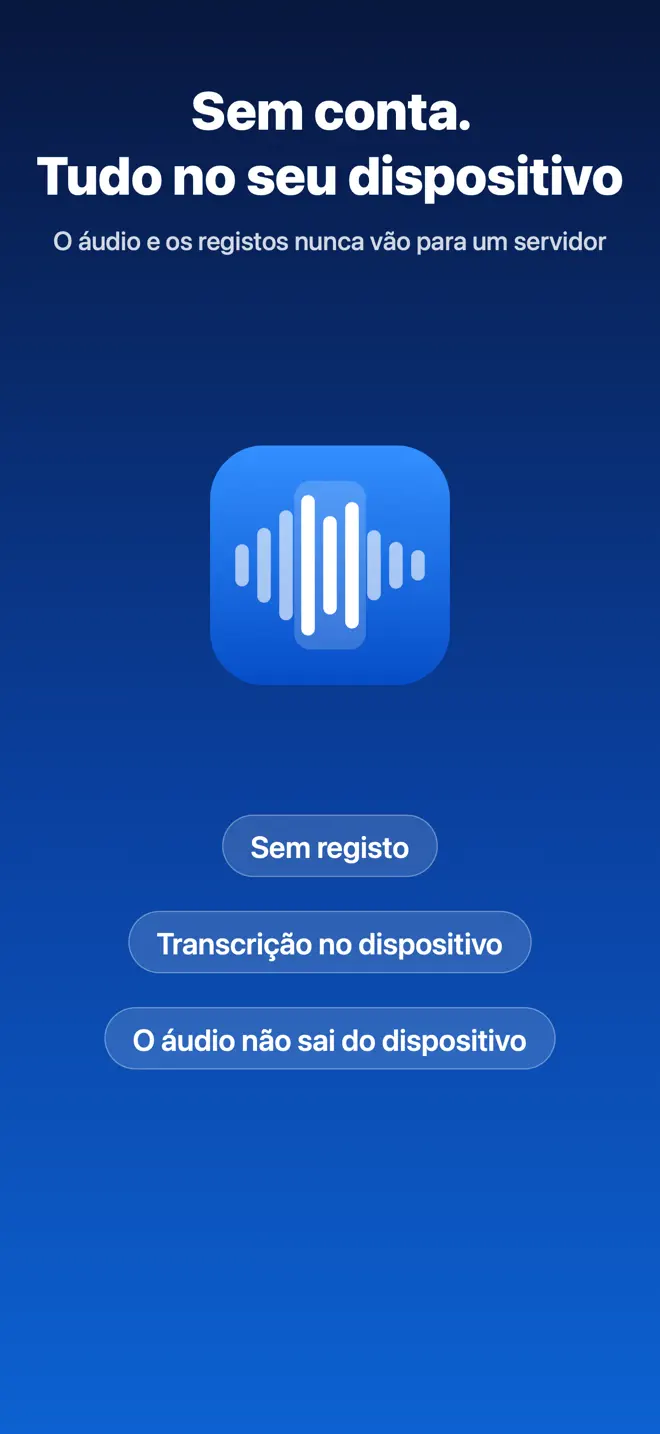 Sem conta.
Tudo no seu dispositivo
O áudio e os registos nunca vão para um servidor
Sem registo
Transcrição no dispositivo
O áudio não sai do dispositivo